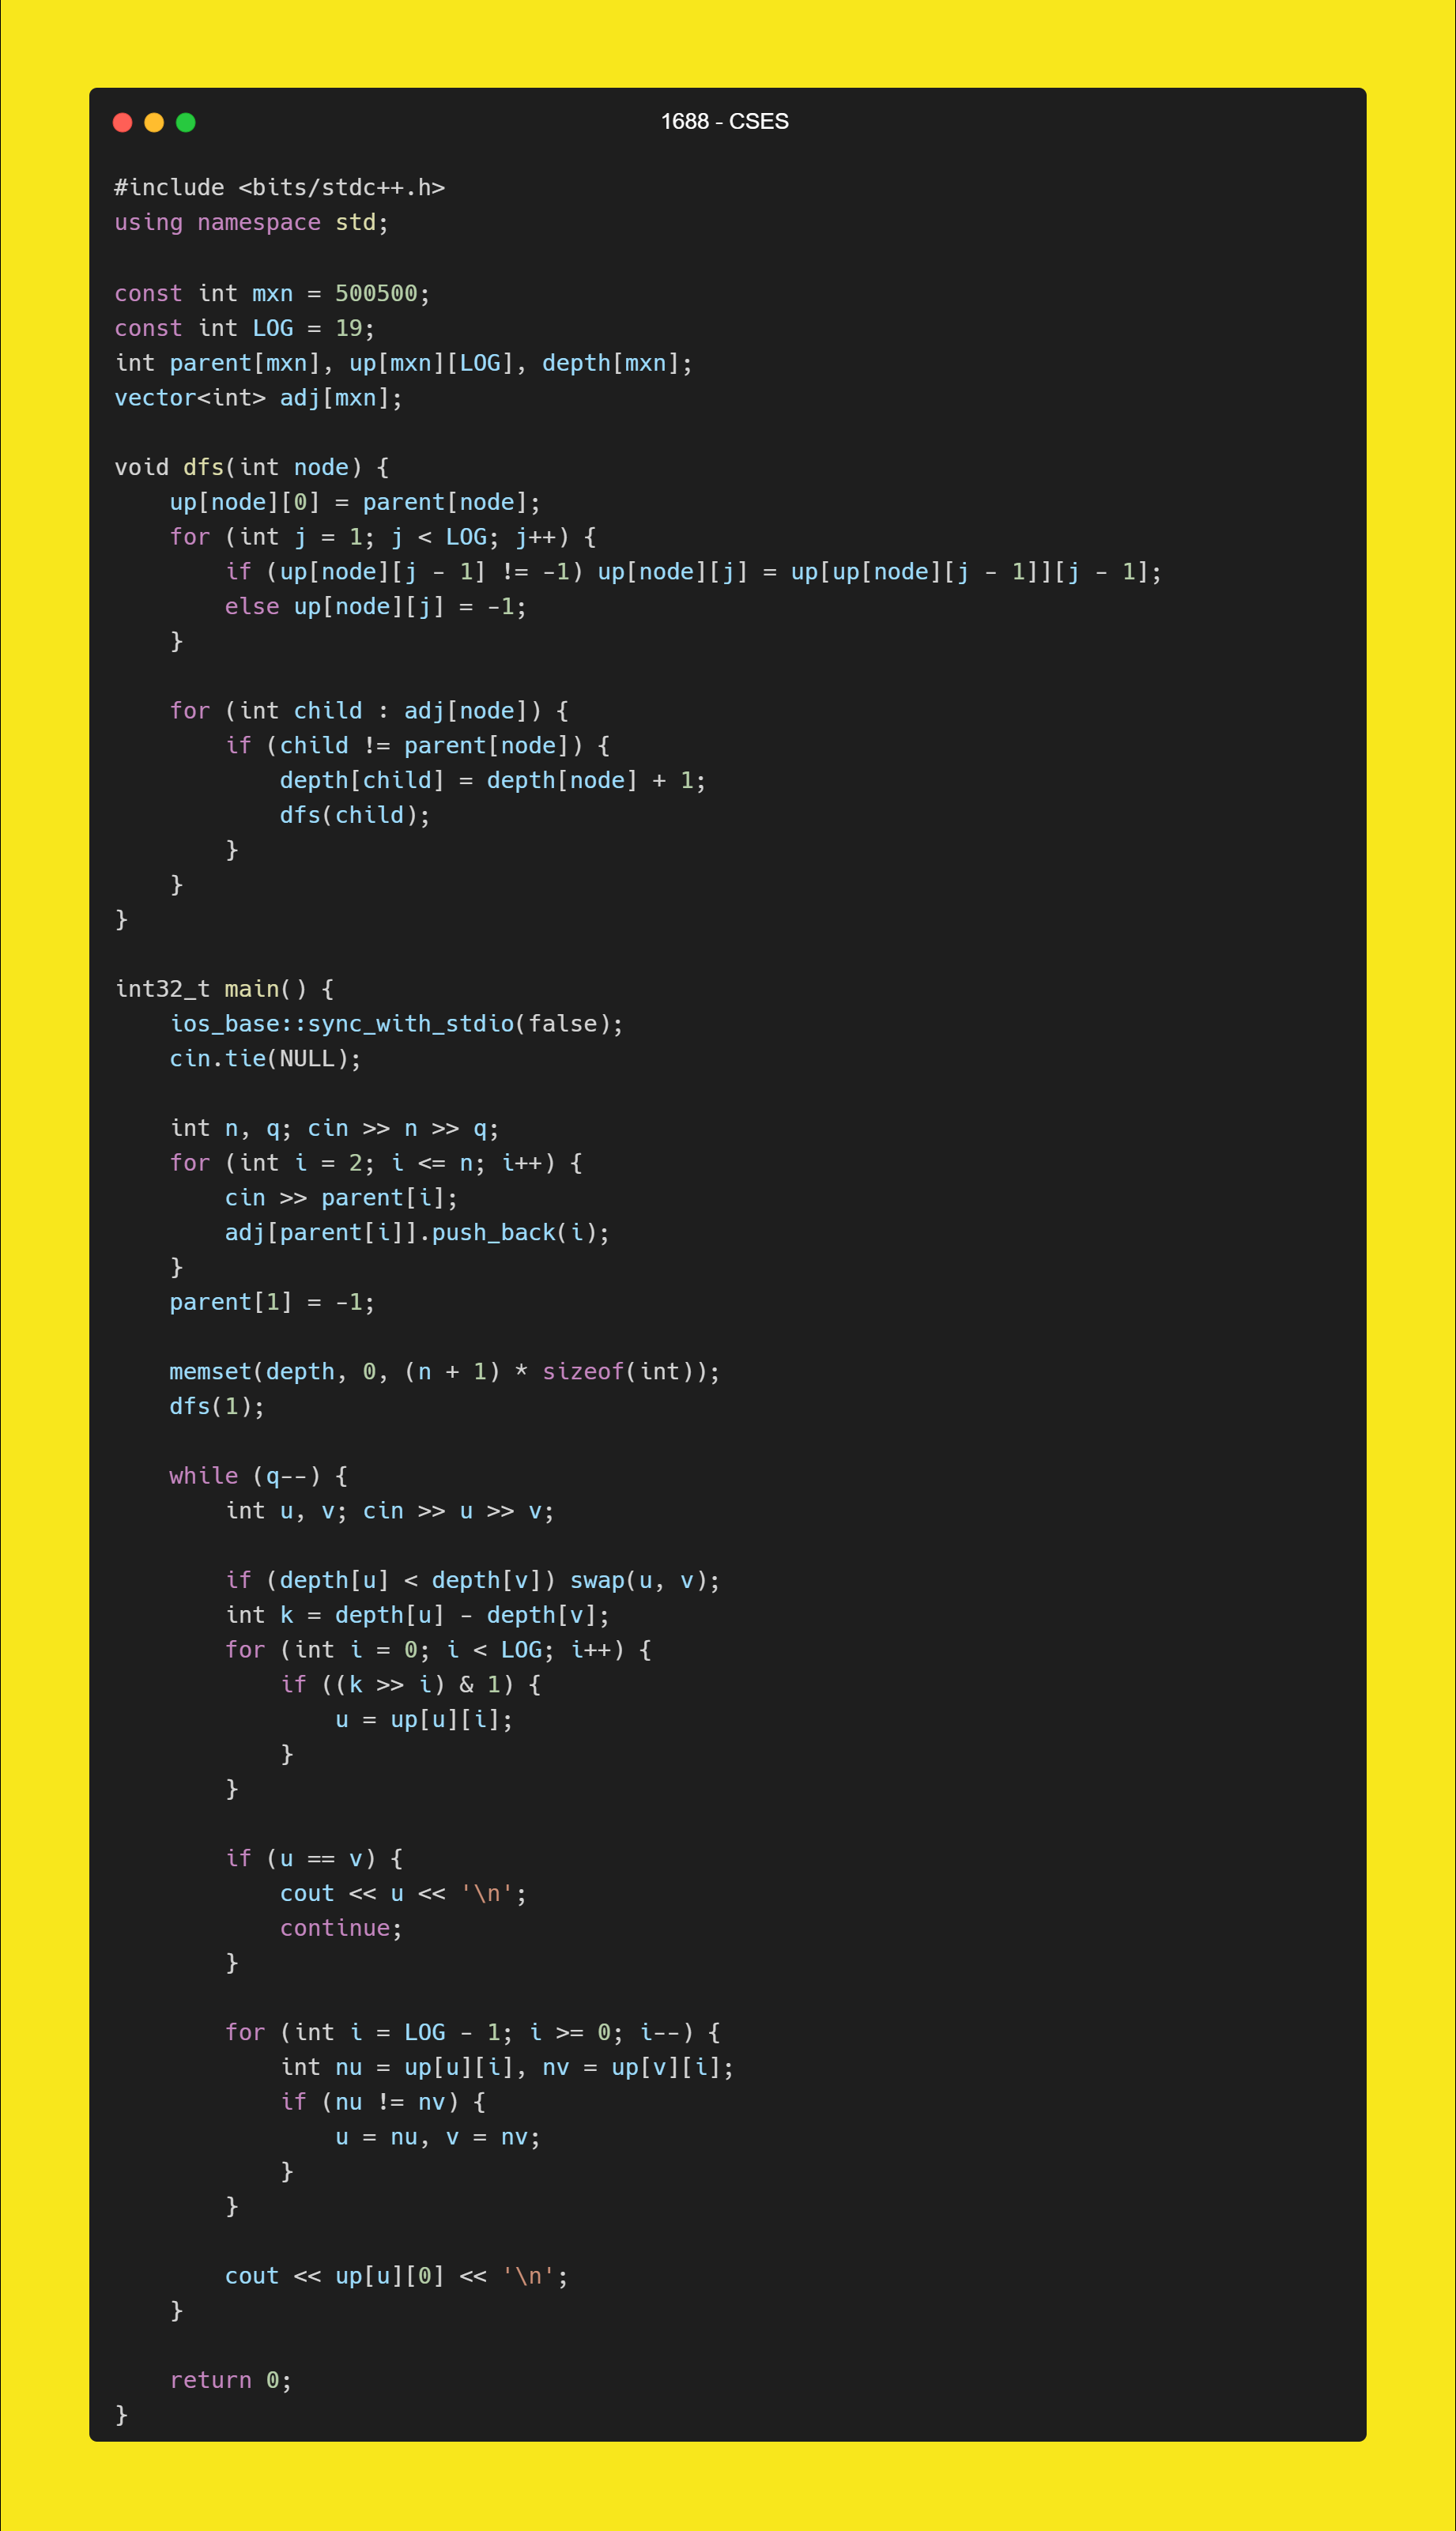 1688 - CSES
#include <bits/stdc++.h>
using namespace std;

const int mxn = 500500;
const int LOG = 19;
int parent[mxn], up[mxn][LOG], depth[mxn];
vector<int> adj[mxn];

void dfs(int node) {
    up[node][0] = parent[node];
    for (int j = 1; j < LOG; j++) {
        if (up[node][j - 1] != -1) up[node][j] = up[up[node][j - 1]][j - 1];
        else up[node][j] = -1;
    }

    for (int child : adj[node]) {
        if (child != parent[node]) {
            depth[child] = depth[node] + 1;
            dfs(child);
        }
    }
}

int32_t main() {
    ios_base::sync_with_stdio(false);
    cin.tie(NULL);

    int n, q; cin >> n >> q;
    for (int i = 2; i <= n; i++) {
        cin >> parent[i];
        adj[parent[i]].push_back(i);
    }
    parent[1] = -1;

    memset(depth, 0, (n + 1) * sizeof(int));
    dfs(1);

    while (q--) {
        int u, v; cin >> u >> v;

        if (depth[u] < depth[v]) swap(u, v);
        int k = depth[u] - depth[v];
        for (int i = 0; i < LOG; i++) {
            if ((k >> i) & 1) {
                u = up[u][i];
            }
        }

        if (u == v) {
            cout << u << '\n';
            continue;
        }

        for (int i = LOG - 1; i >= 0; i--) {
            int nu = up[u][i], nv = up[v][i];
            if (nu != nv) {
                u = nu, v = nv;
            }
        }

        cout << up[u][0] << '\n';
    }

    return 0;
}